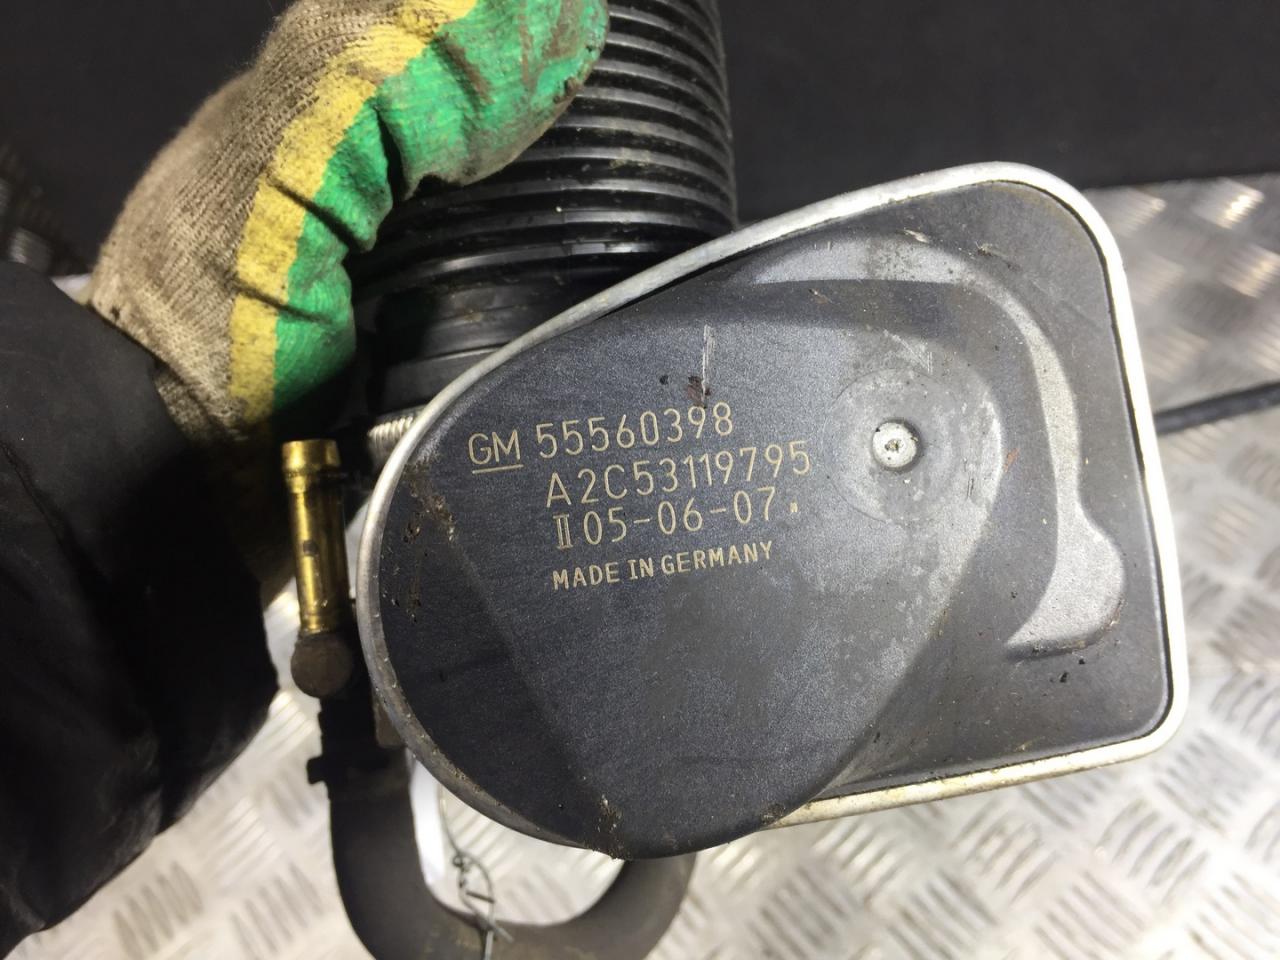 GM 55560398
A2C53119795
II 05-06-07
MADE IN GERMANY